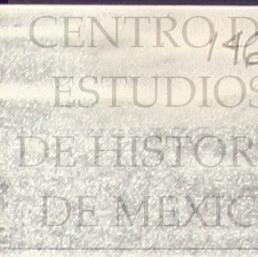 CENTRO D
146
ESTUDIOS
DE HISTOR
DE MEXIC